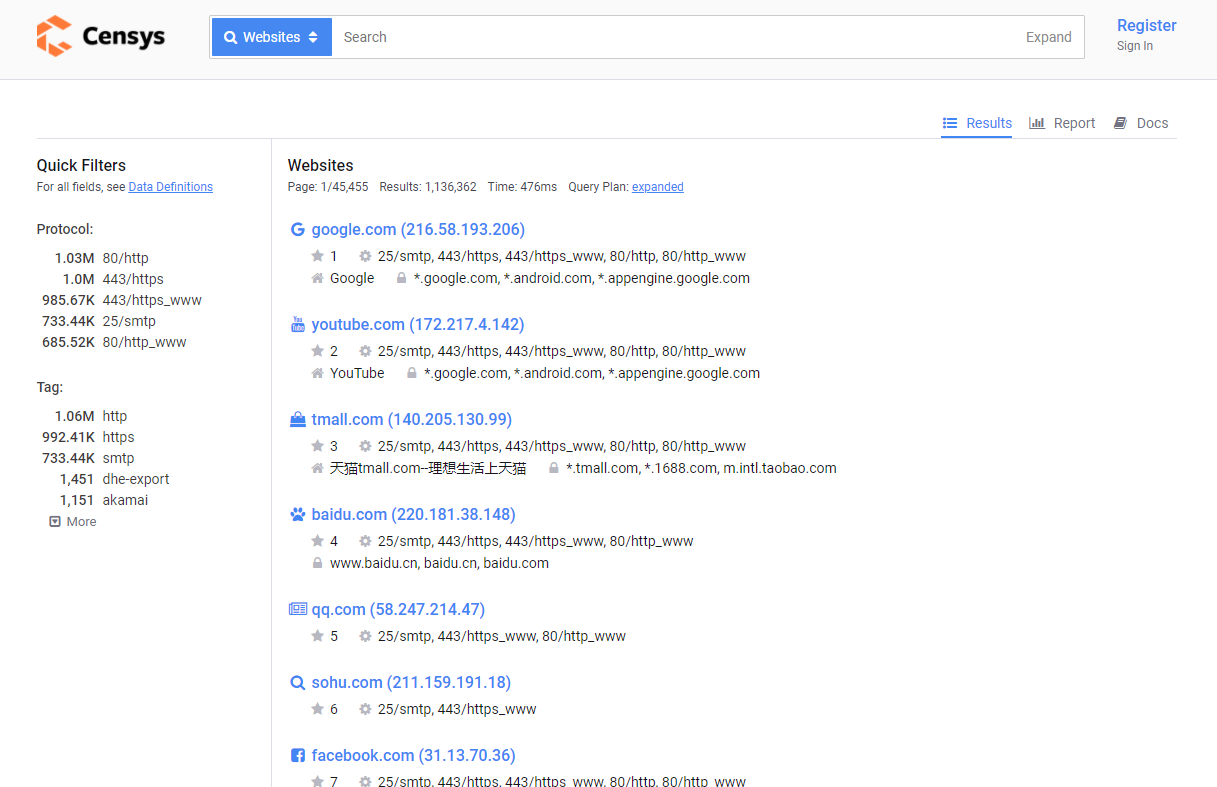 Censys
Websites Search Expand
Register
Sign In
Results Report Docs
Quick Filters
For all fields, see Data Definitions
Protocol:
1.03M 80/http
1.0M 443/https
985.67K 443/https_www
733.44K 25/smtp
685.52K 80/http_www
Tag:
1.06M http
992.41K https
733.44K smtp
1,451 dhe-export
1,151 akamai
More
Websites
Page: 1/45,455 Results: 1,136,362 Time: 476ms Query Plan: expanded
google.com (216.58.193.206)
1 25/smtp, 443/https, 443/https_www, 80/http, 80/http_www
Google *.google.com, *.android.com, *.appengine.google.com
You Tube youtube.com (172.217.4.142)
2 25/smtp, 443/https, 443/https_www, 80/http, 80/http_www
YouTube *.google.com, *.android.com, *.appengine.google.com
tmall.com (140.205.130.99)
3 25/smtp, 443/https, 443/https_www, 80/http, 80/http_www
天猫tmall.com--理想生活上天猫 *.tmall.com, *.1688.com, m.intl.taobao.com
baidu.com (220.181.38.148)
4 25/smtp, 443/https, 443/https_www, 80/http_www
www.baidu.cn, baidu.cn, baidu.com
qq.com (58.247.214.47)
5 25/smtp, 443/https_www, 80/http_www
sohu.com (211.159.191.18)
6 25/smtp, 443/https_www
facebook.com (31.13.70.36)
7 25/smtp, 443/https, 443/https_www, 80/http, 80/http_www